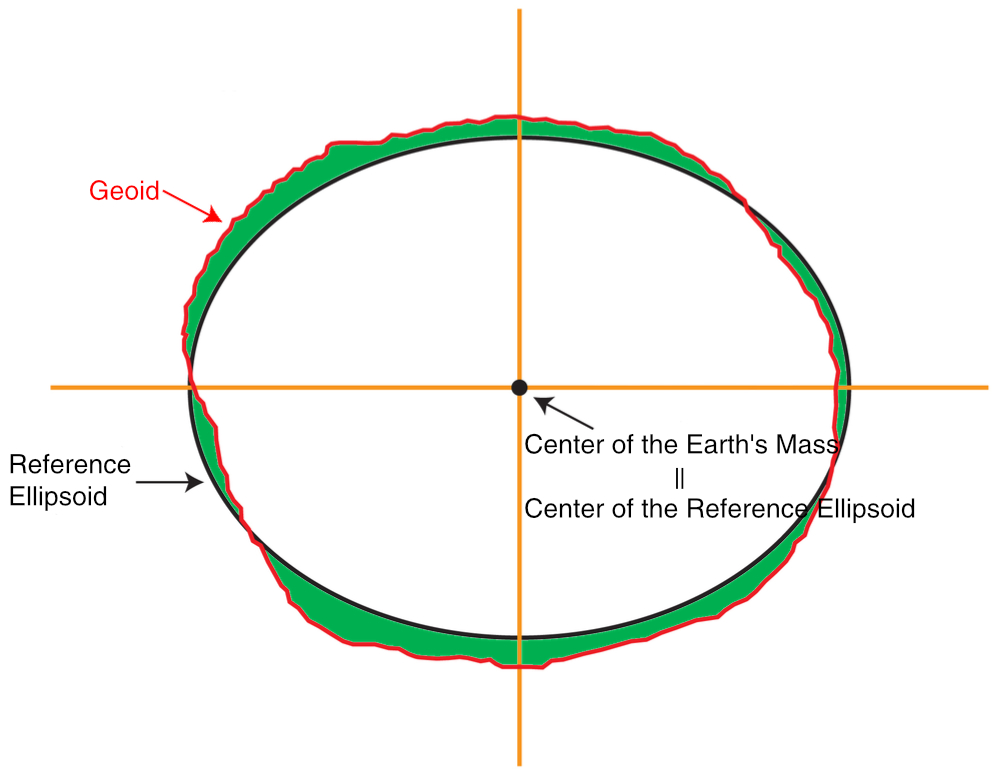 Geoid
Reference
Ellipsoid
Center of the Earth's Mass
||
Center of the Reference Ellipsoid